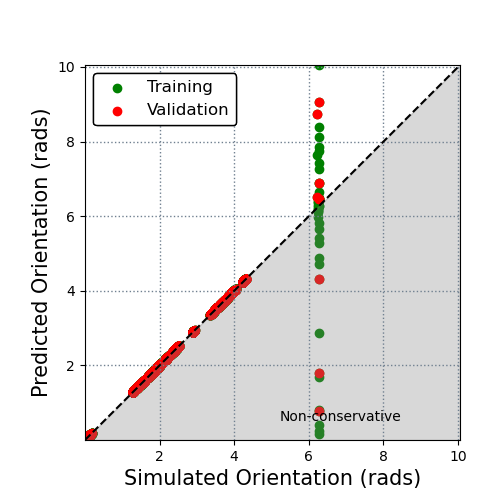 10
Training
Validation
8
6
4
2
Predicted Orientation (rads)
Non-conservative
2 4 6 8 10
Simulated Orientation (rads)